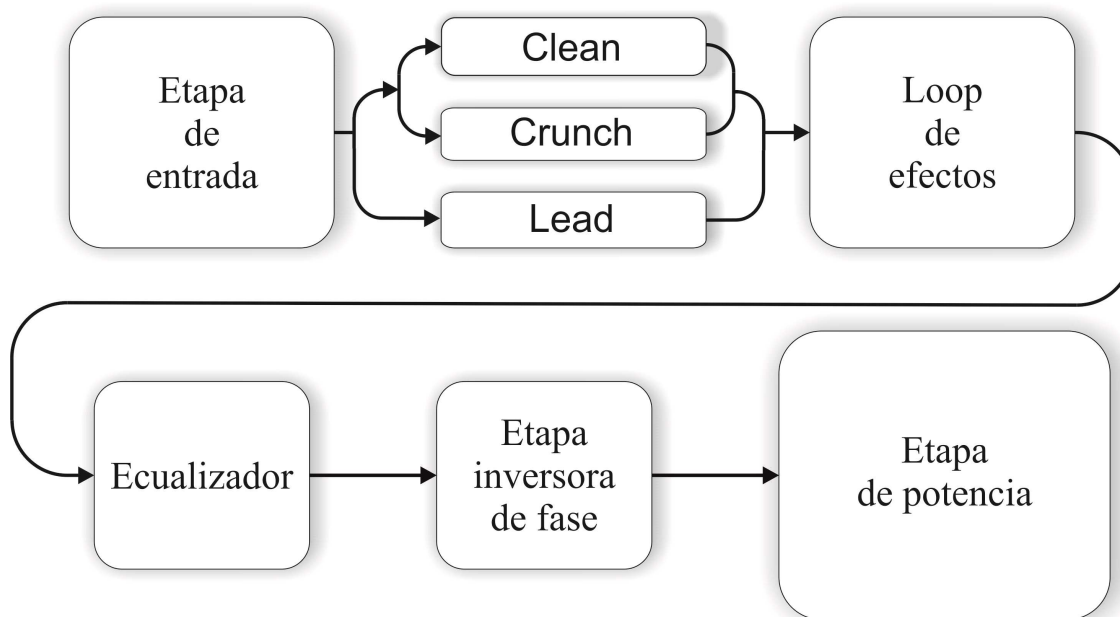 Etapa
de
entrada
Clean
Crunch
Lead
Loop
de
efectos
Ecualizador
Etapa
inversora
de fase
Etapa
de potencia